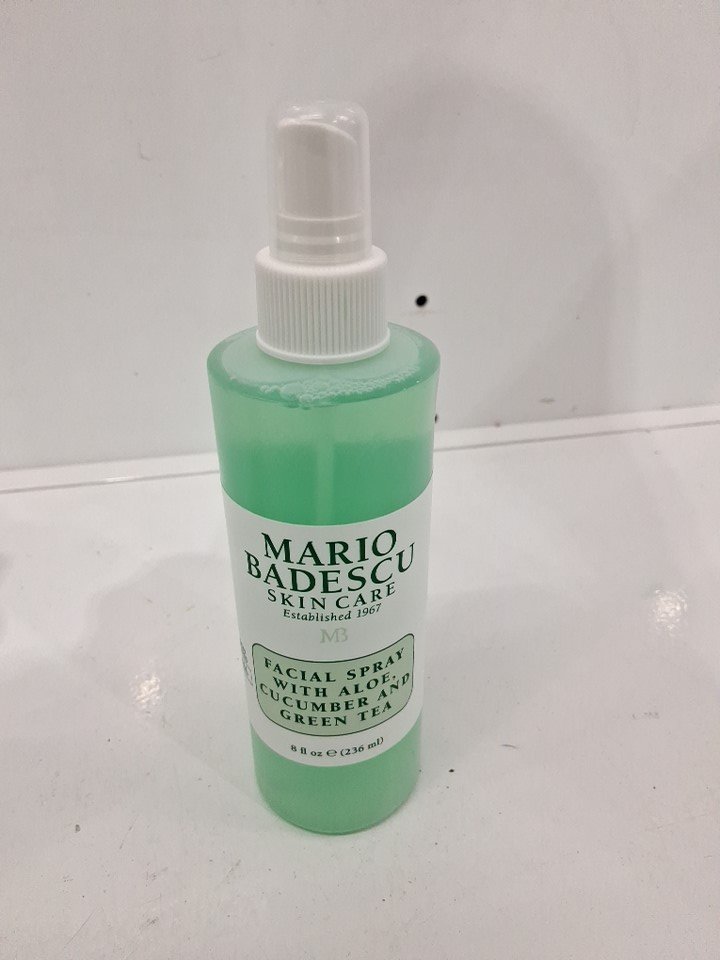 MARIO
BADESCU
SKIN CARE
Established 1967
MB
FACIAL SPRAY
WITH ALOE,
CUCUMBER AND
GREEN TEA
8 fl oz ℮ (236 ml)